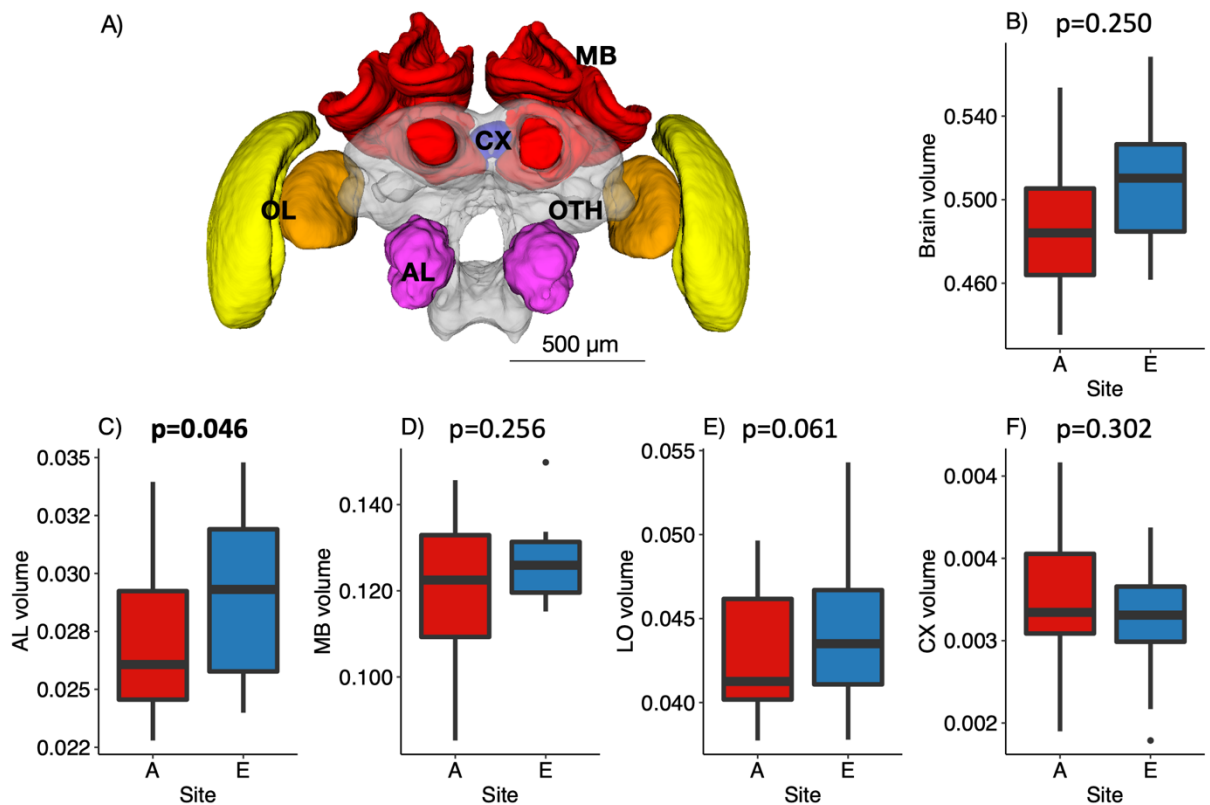 A)
MB
CX
OL
OTH
AL
500 µm
B)
p=0.250
Brain volume
0.540
0.500
0.460
A E
Site
C)
p=0.046
AL volume
0.035
0.032
0.030
0.028
0.025
0.022
A E
Site
D)
p=0.256
MB volume
0.140
0.120
0.100
A E
Site
E)
p=0.061
LO volume
0.055
0.050
0.045
0.040
A E
Site
F)
p=0.302
CX volume
0.004
0.004
0.003
0.002
A E
Site